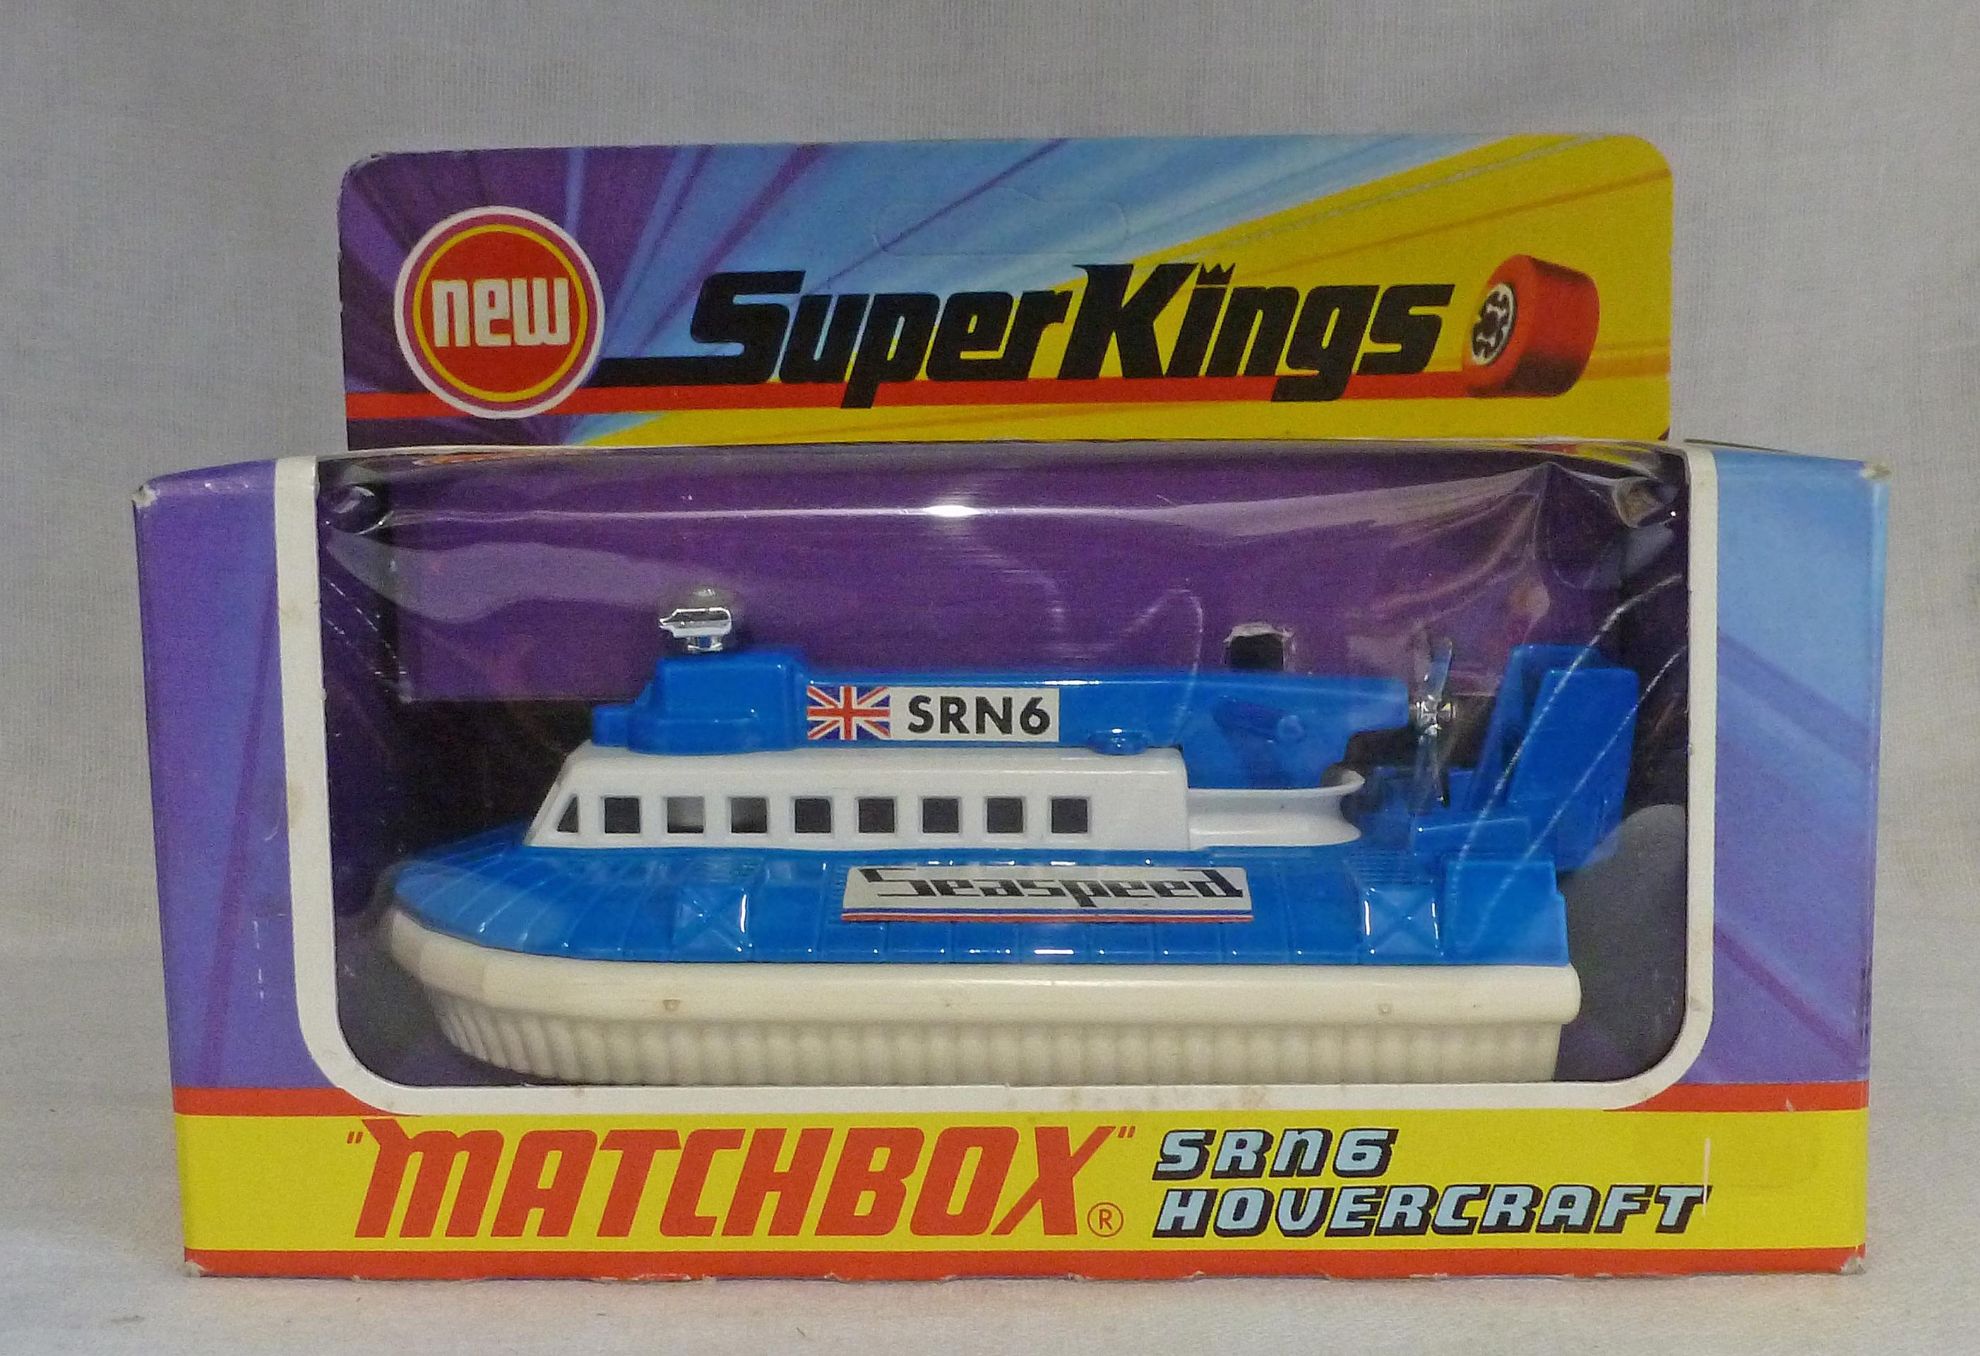 new
SuperKings
SRN6
Seaspeed
"MATCHBOX"®
SRN6
HOVERCRAFT